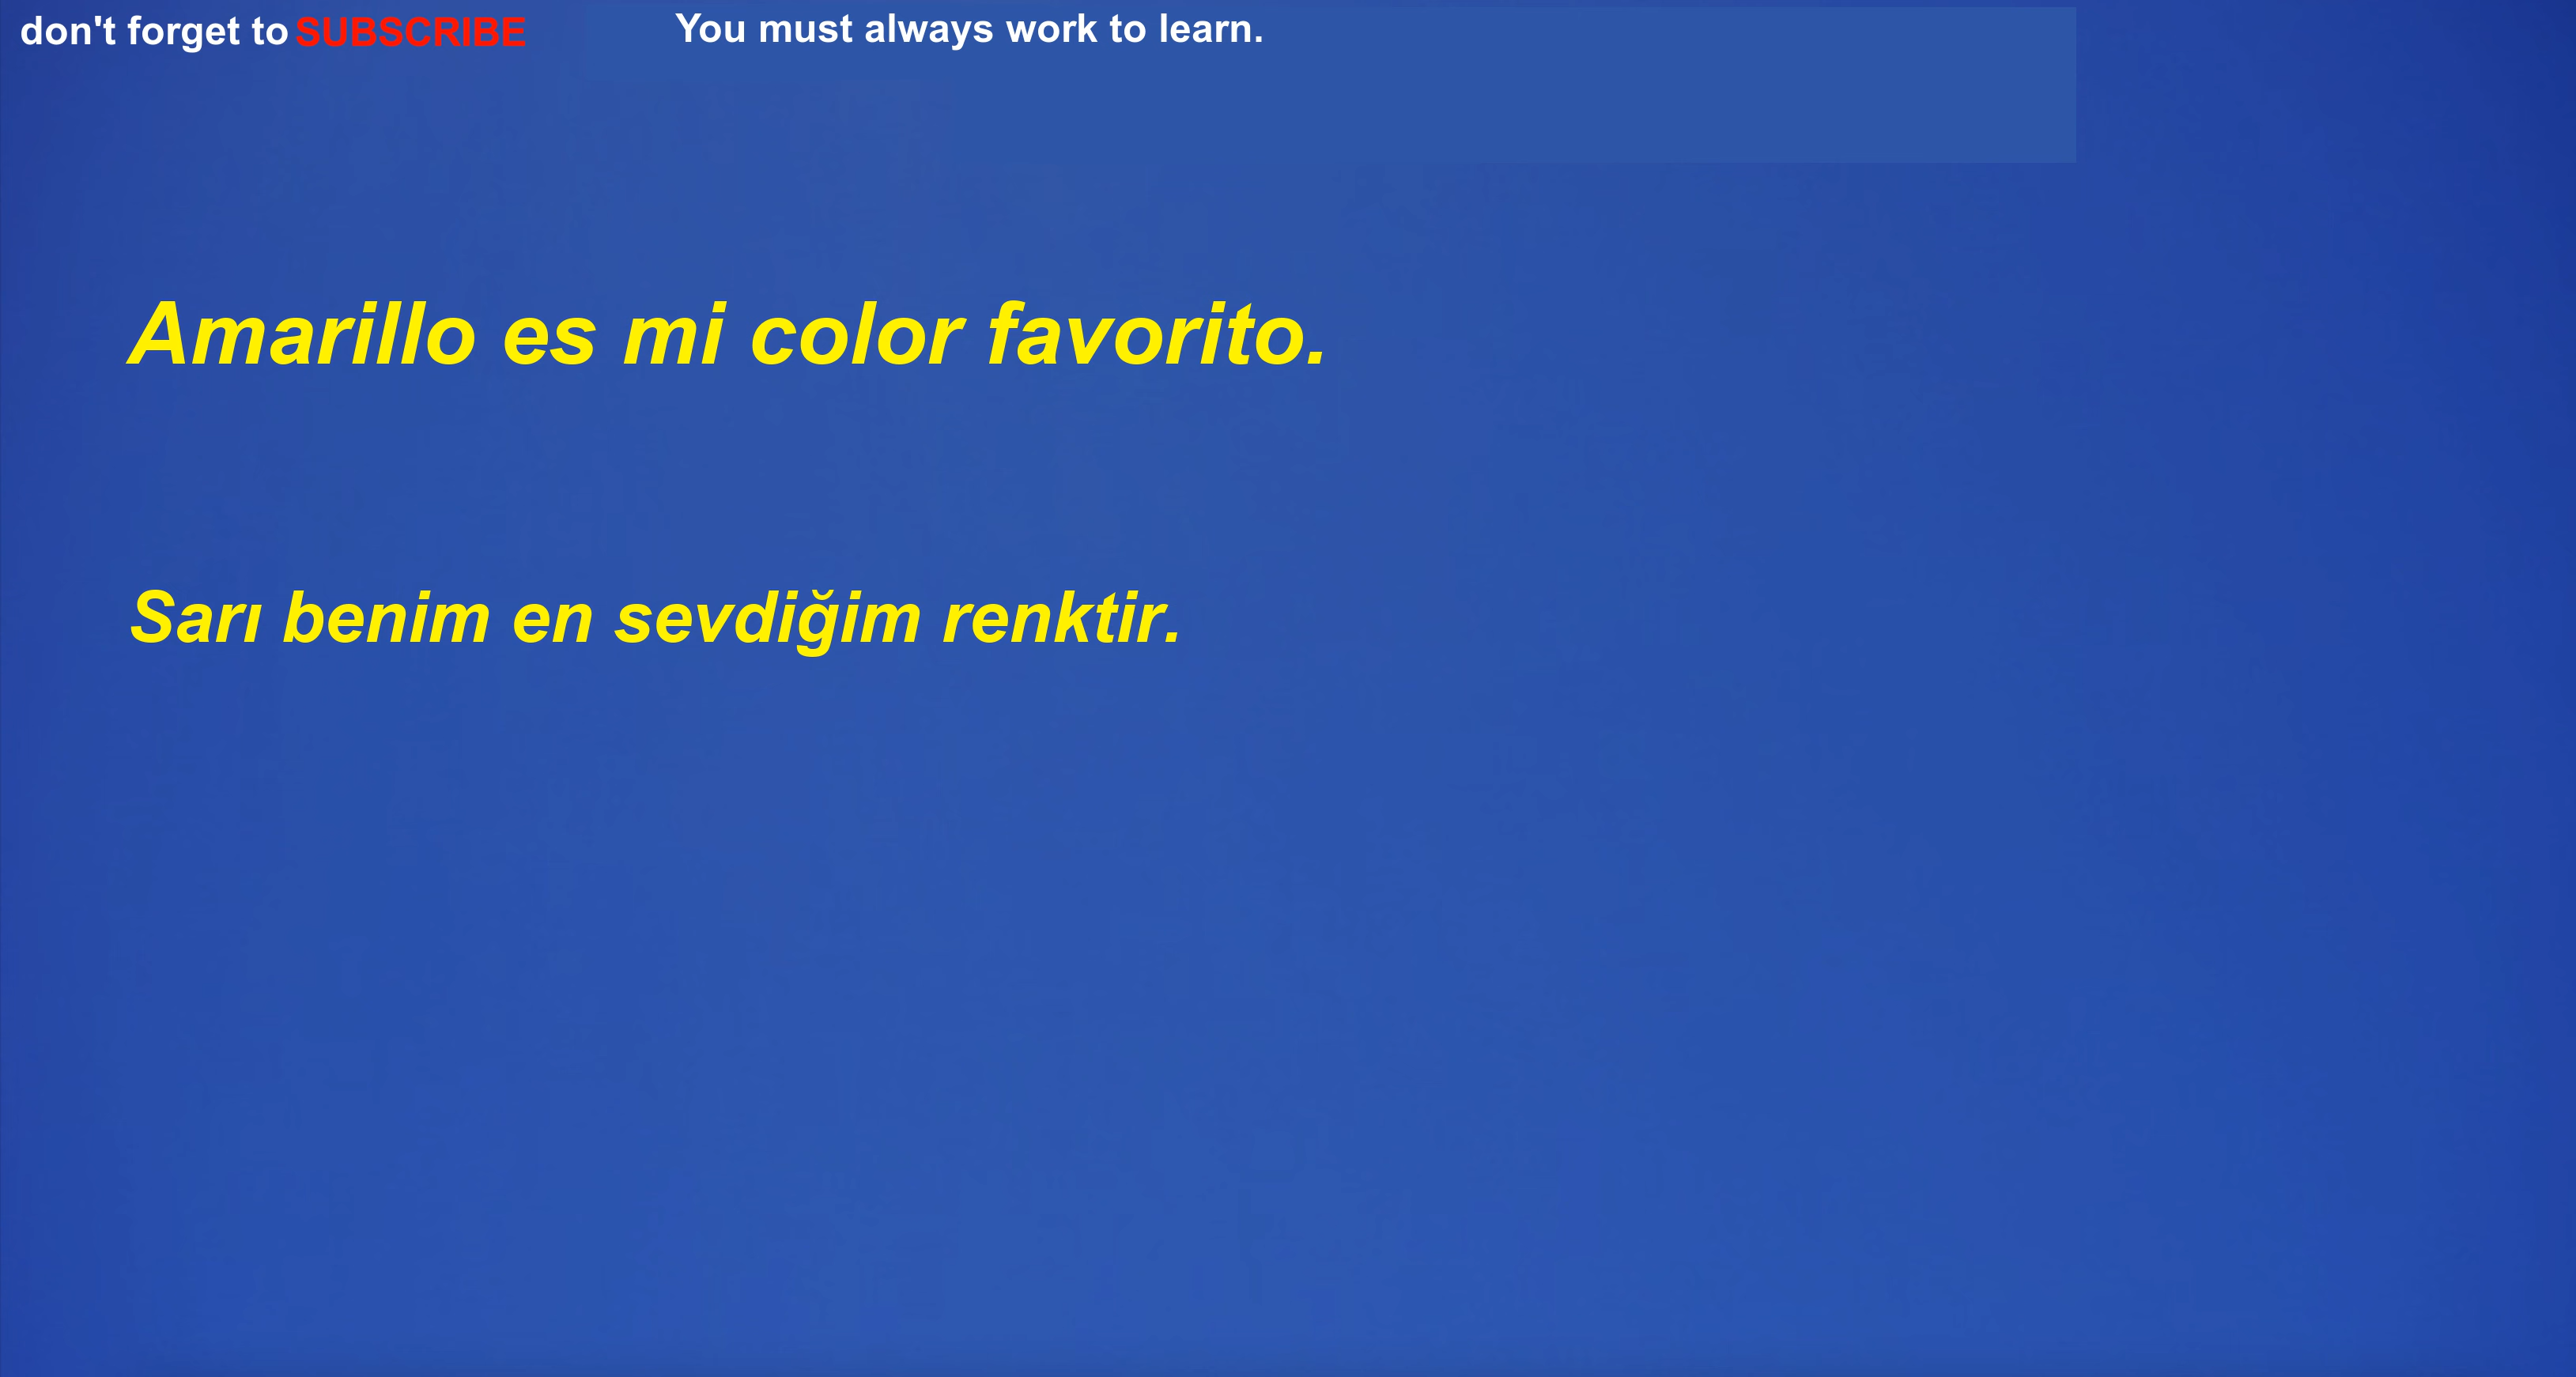 don't forget to SUBSCRIBE You must always work to learn.
Amarillo es mi color favorito.
Sarı benim en sevdiğim renktir.